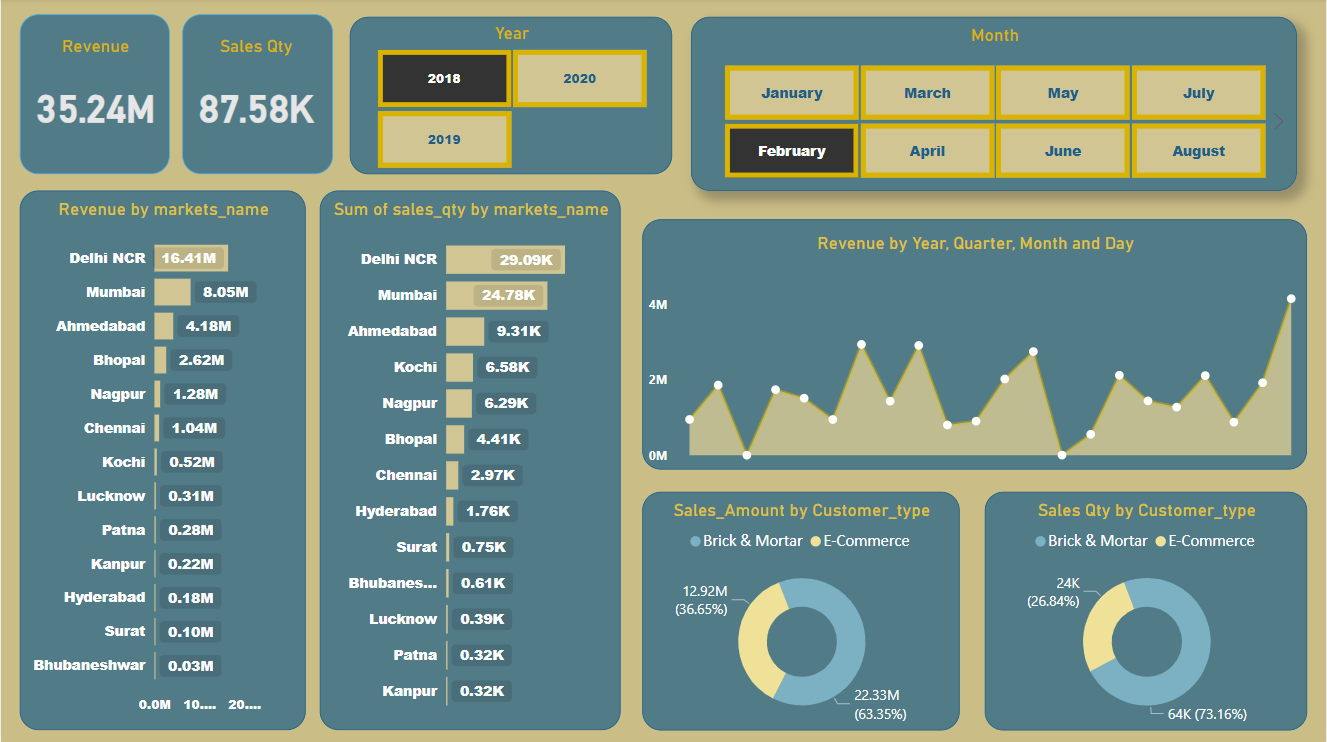 Revenue
35.24M
Sales Qty
87.58K
Year
2018
2020
2019
Month
January
March
May
July
February
April
June
August
Revenue by markets_name
Delhi NCR 16.41M
Mumbai 8.05M
Ahmedabad 4.18M
Bhopal 2.62M
Nagpur 1.28M
Chennai 1.04M
Kochi 0.52M
Lucknow 0.31M
Patna 0.28M
Kanpur 0.22M
Hyderabad 0.18M
Surat 0.10M
Bhubaneshwar 0.03M
0.0M 10.... 20....
Sum of sales_qty by markets_name
Delhi NCR 29.09K
Mumbai 24.78K
Ahmedabad 9.31K
Kochi 6.58K
Nagpur 6.29K
Bhopal 4.41K
Chennai 2.97K
Hyderabad 1.76K
Surat 0.75K
Bhubanes... 0.61K
Lucknow 0.39K
Patna 0.32K
Kanpur 0.32K
Revenue by Year, Quarter, Month and Day
4M
2M
0M
Sales_Amount by Customer_type
Brick & Mortar E-Commerce
12.92M
(36.65%)
22.33M
(63.35%)
Sales Qty by Customer_type
Brick & Mortar E-Commerce
24K
(26.84%)
64K (73.16%)